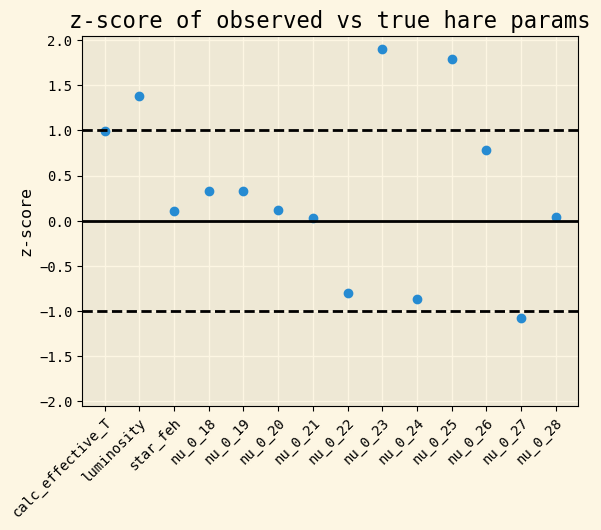 z-score of observed vs true hare params
z-score
2.0
1.5
1.0
0.5
0.0
−0.5
−1.0
−1.5
−2.0
calc_effective_T
luminosity
star_feh
nu_0_18
nu_0_19
nu_0_20
nu_0_21
nu_0_22
nu_0_23
nu_0_24
nu_0_25
nu_0_26
nu_0_27
nu_0_28